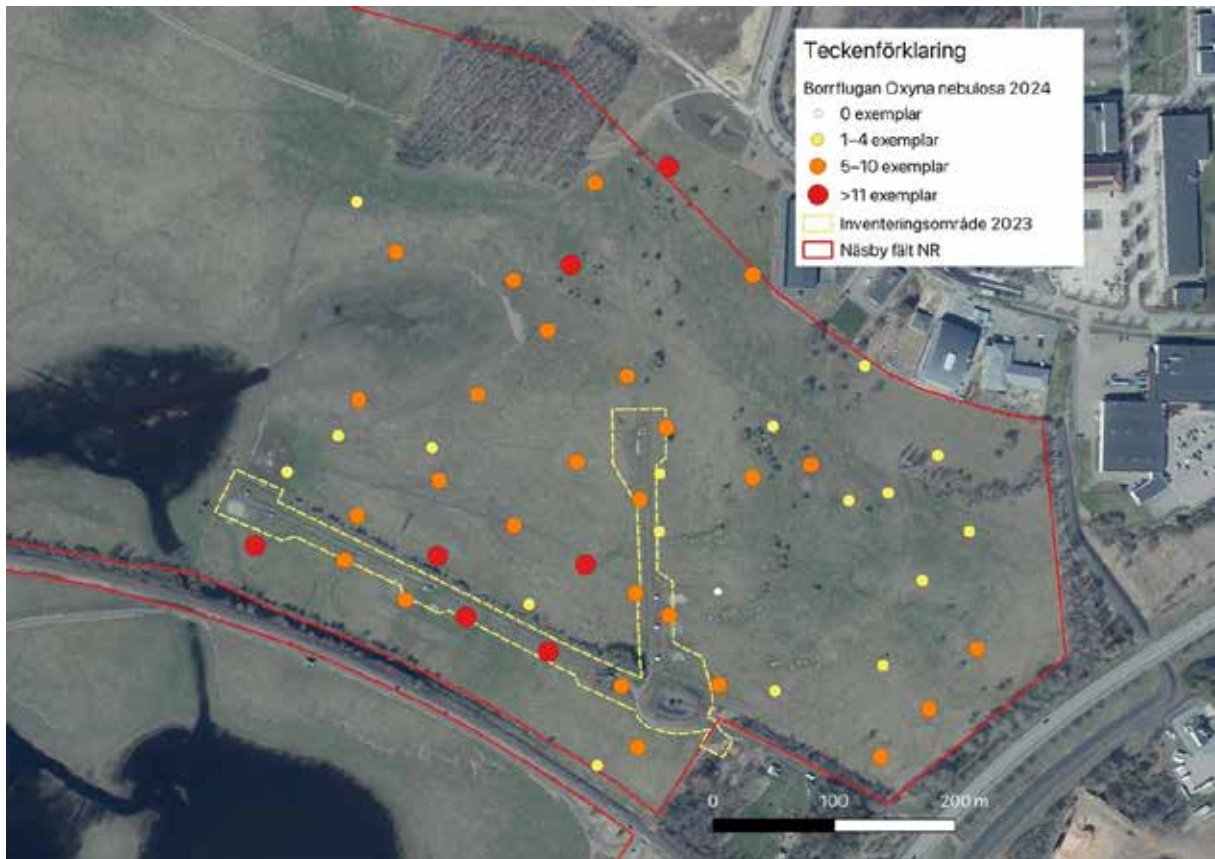 Teckenförklaring
Borrflugan Oxyna nebulosa 2024
0 exemplar
1–4 exemplar
5–10 exemplar
>11 exemplar
Inventeringsområde 2023
Näsby fält NR
0 100 200 m